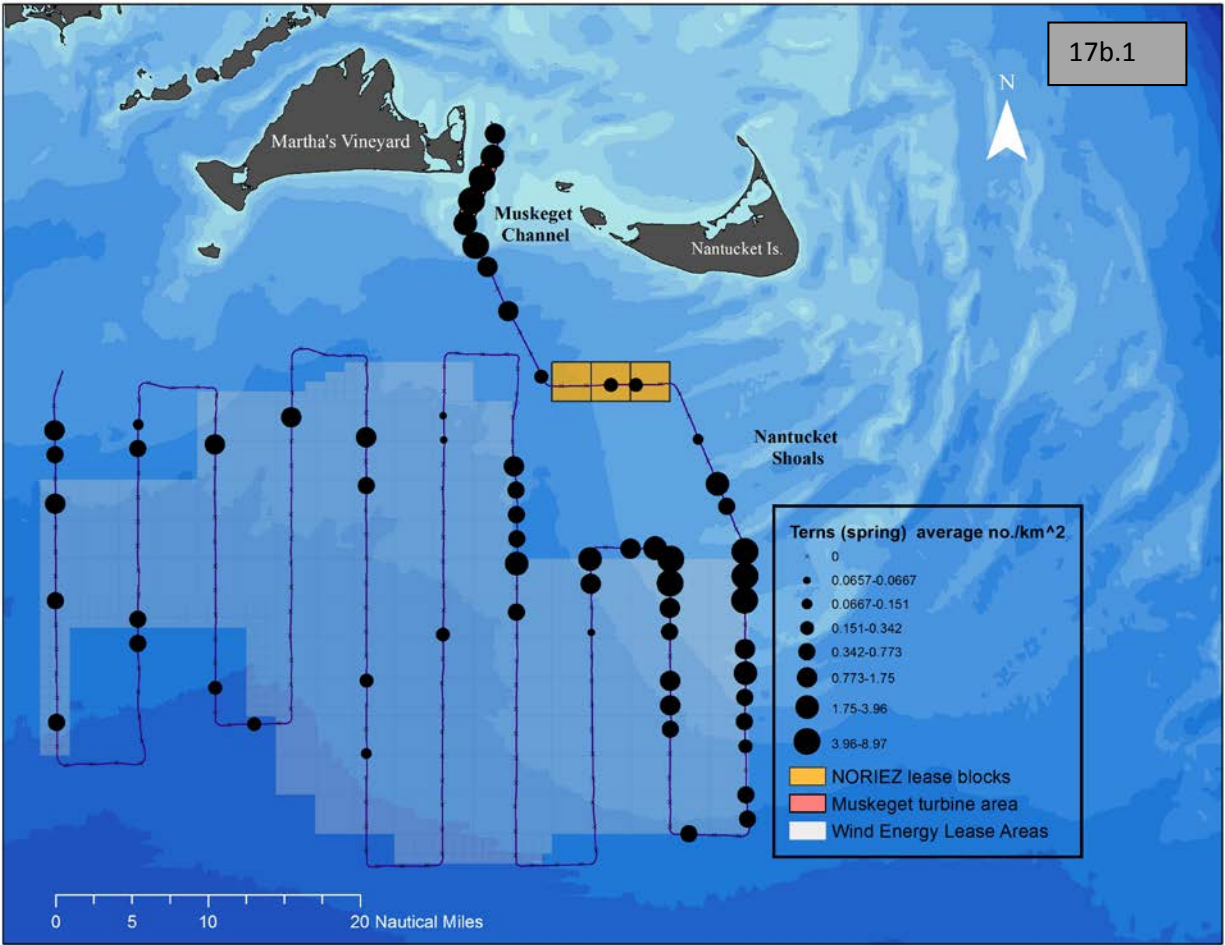 17b.1
N
Martha's Vineyard
Muskeget
Channel
Nantucket Is.
Nantucket
Shoals
Terns (spring) average no./km^2
0
0.0657-0.0667
0.0667-0.151
0.151-0.342
0.342-0.773
0.773-1.75
1.75-3.96
3.96-8.97
NORIEZ lease blocks
Muskeget turbine area
Wind Energy Lease Areas
0 5 10 20 Nautical Miles